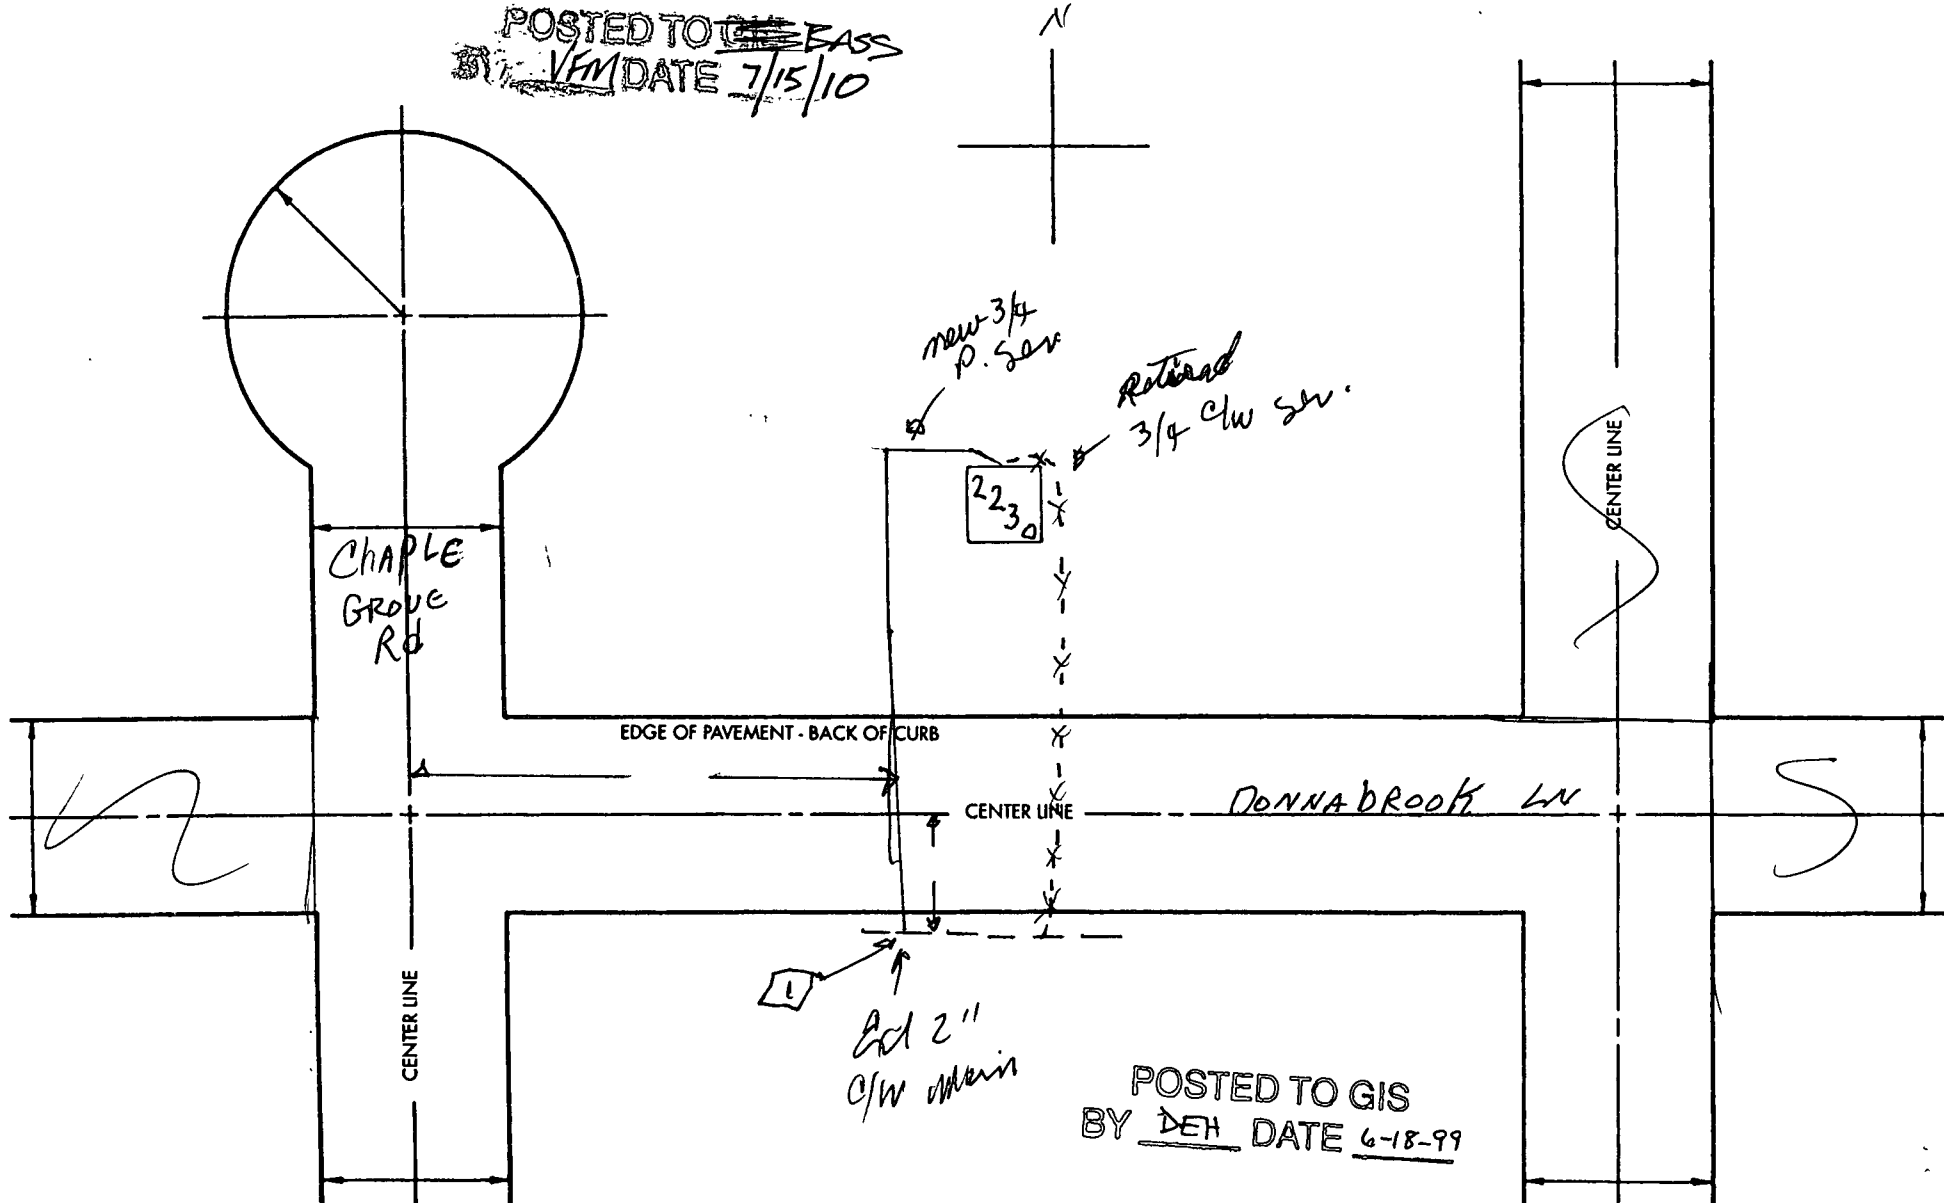 POSTED TO BASS
BY VFM DATE 7/15/10
N
new 3/4
P. Ser
Retired
3/4 c/w ser.
2230
CENTER LINE
ChAPLE
GROVE
Rd
EDGE OF PAVEMENT - BACK OF CURB
CENTER LINE
DONNAbROOK LN
1
2"
c/w Main
CENTER LINE
POSTED TO GIS
BY DEH DATE 6-18-99